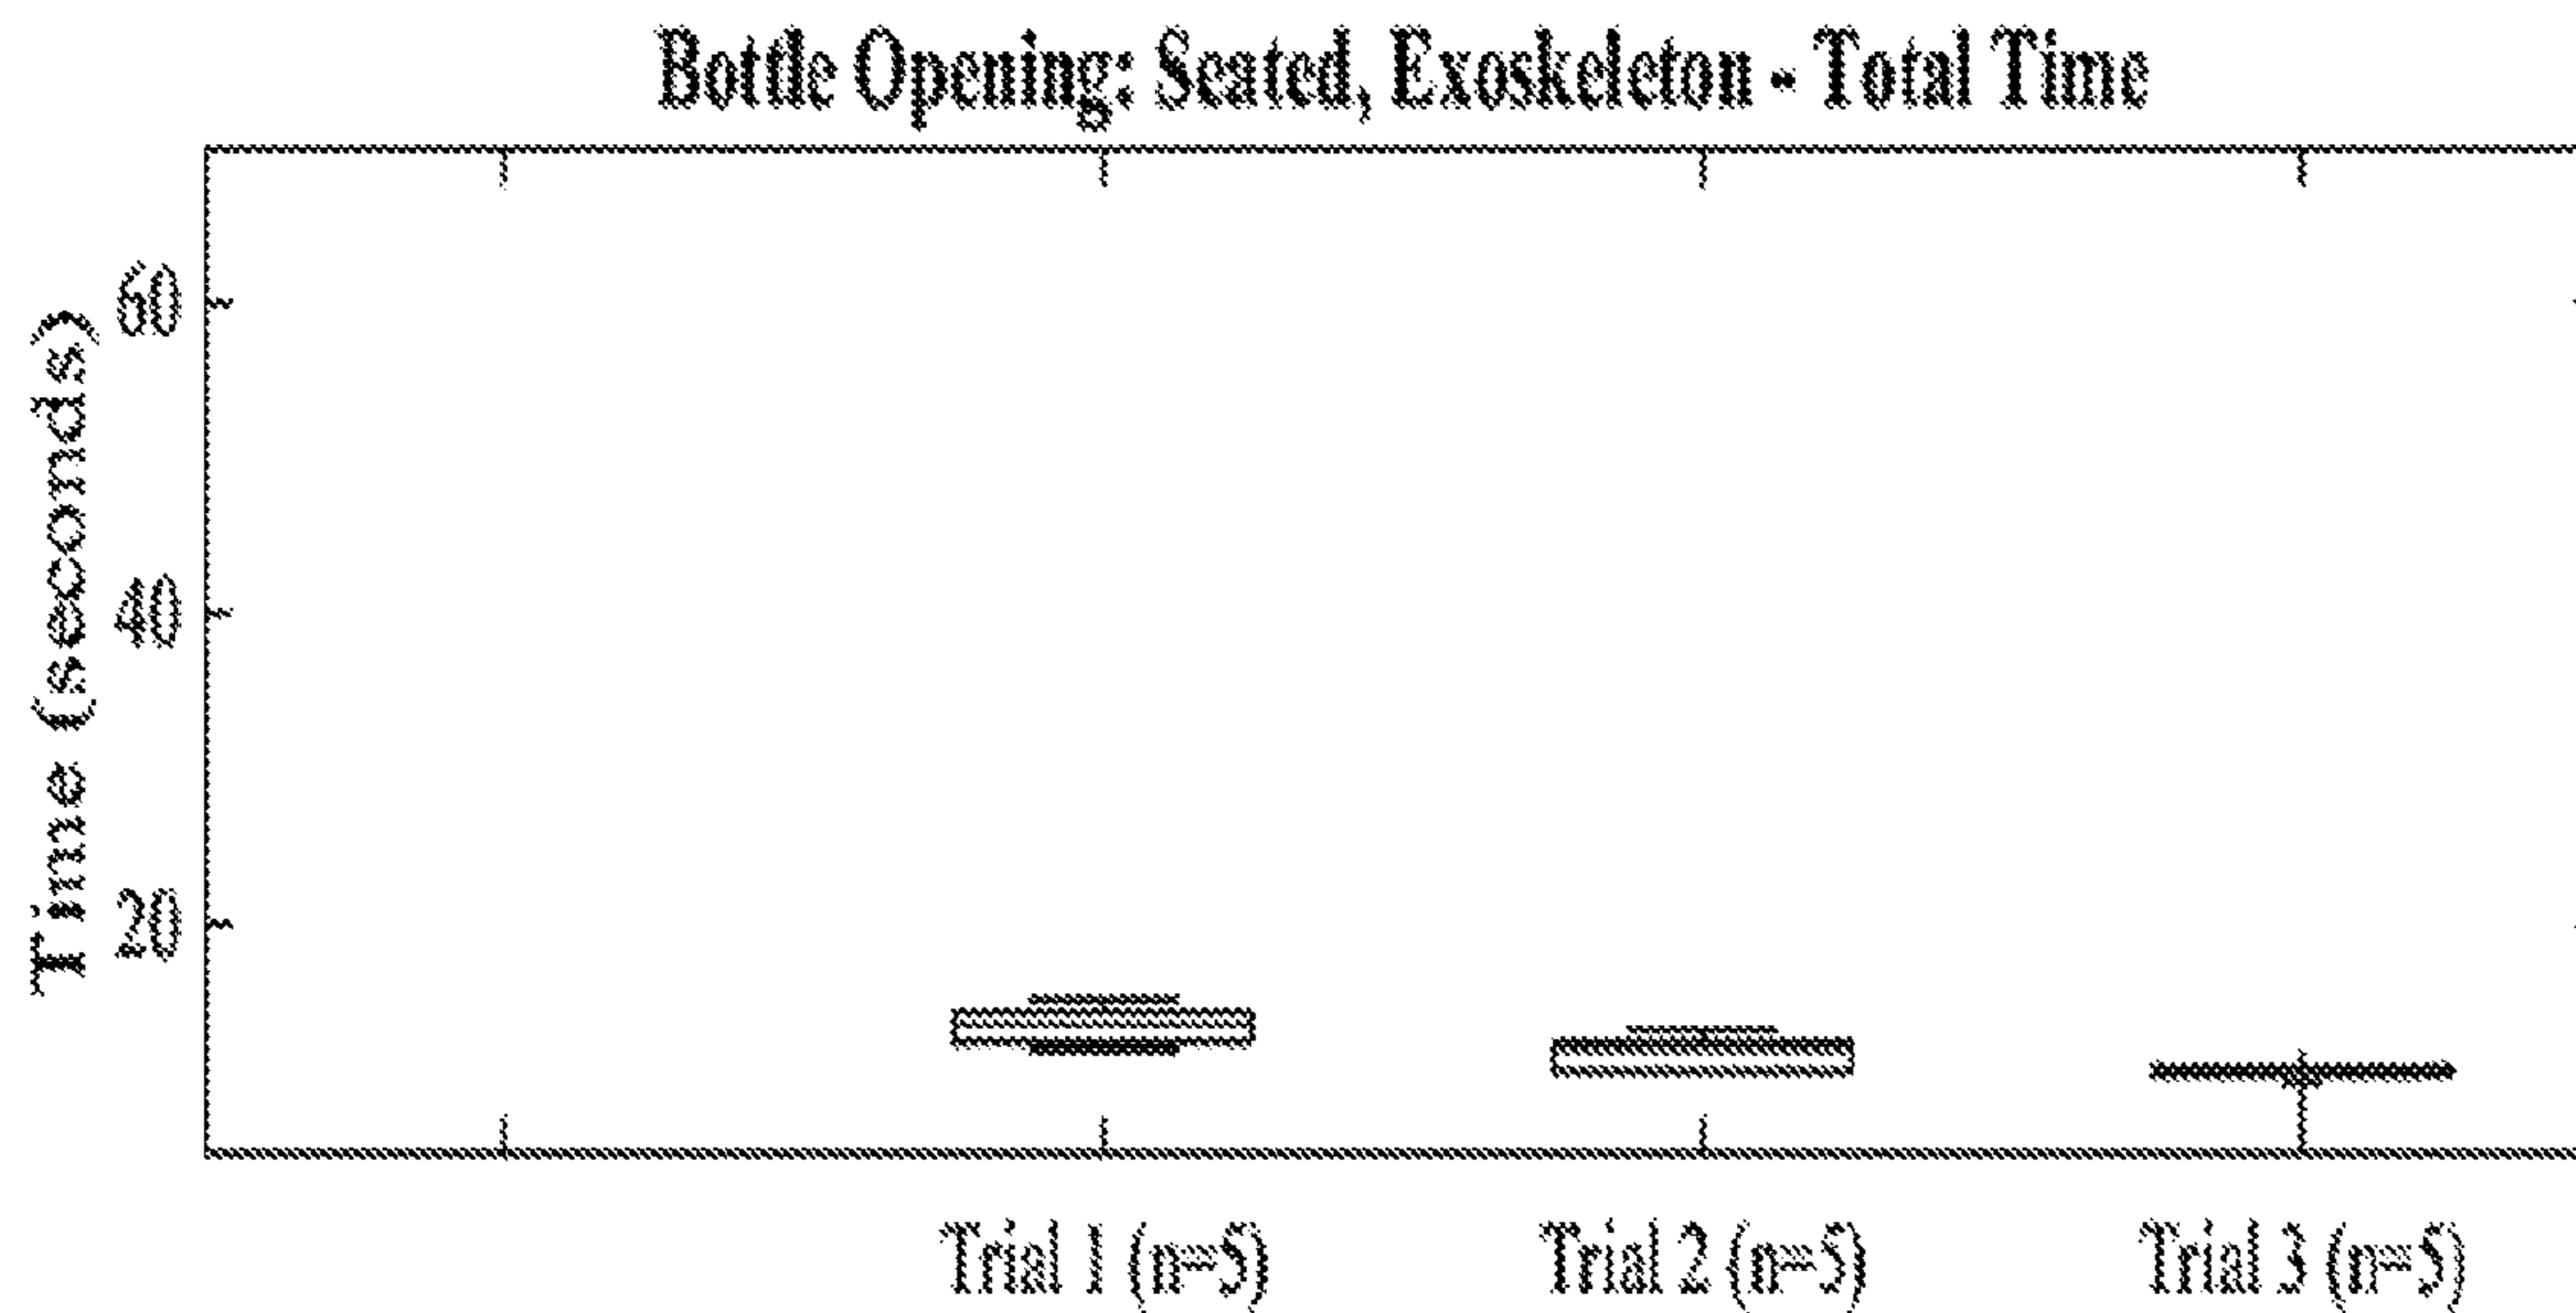 Bottle Opening: Seated, Exoskeleton - Total Time
Time (seconds)
60
40
20
Trial 1 (n=5)
Trial 2 (n=5)
Trial 3 (n=5)